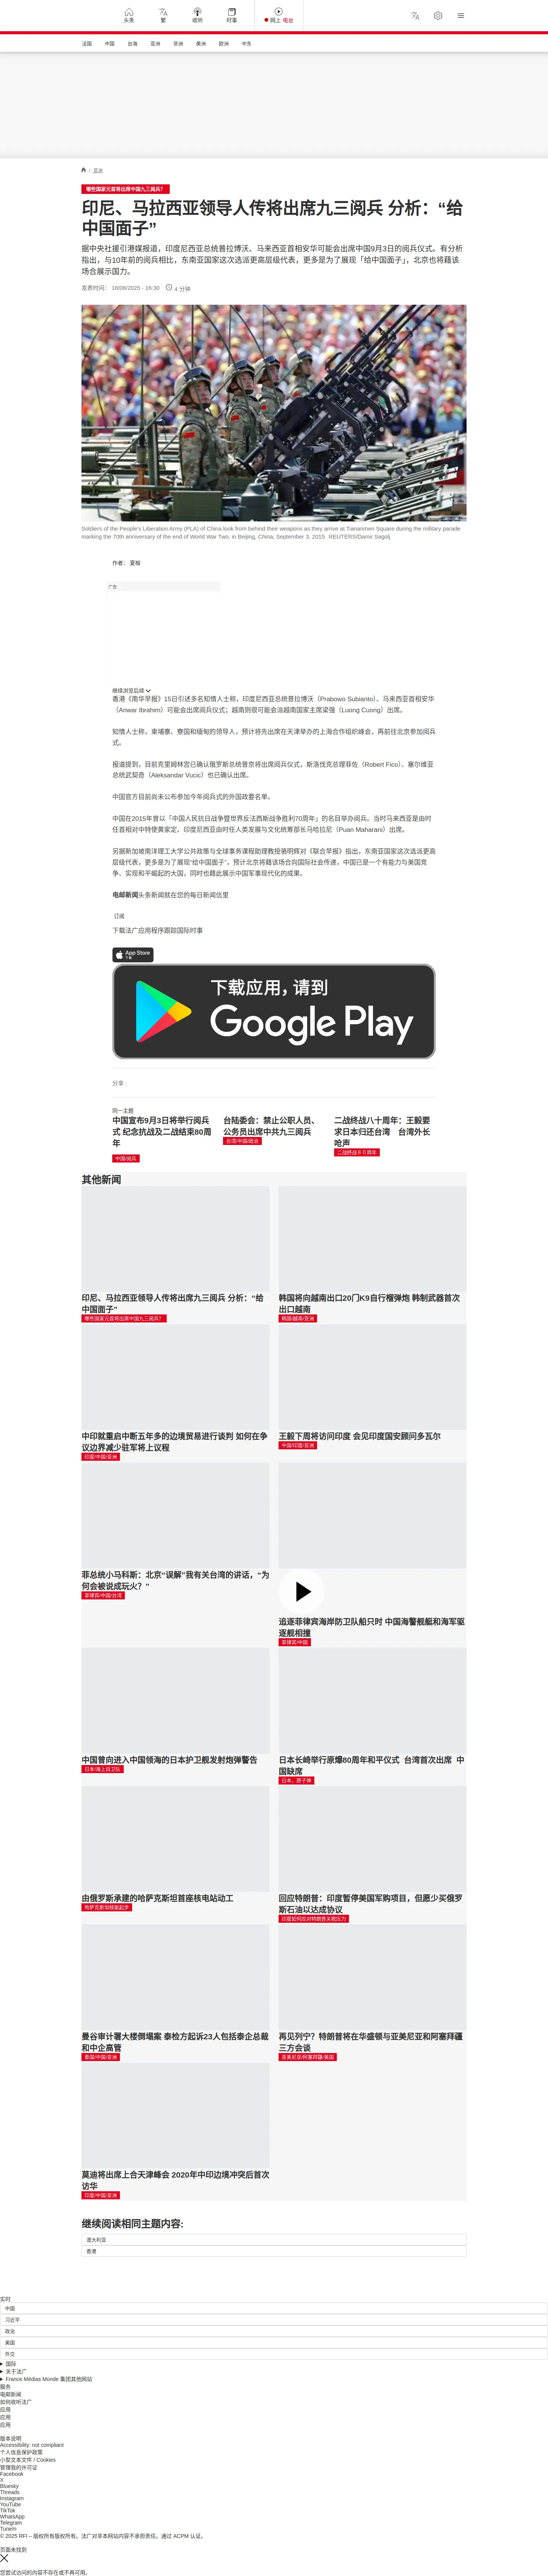 头条
繁
收听
时事
网上 电台
法国 中国 台海 亚洲 非洲 美洲 欧洲 中东
/ 亚洲
哪些国家元首将出席中国九三阅兵?
印尼、马拉西亚领导人传将出席九三阅兵 分析：“给
中国面子”
据中央社援引港媒报道，印度尼西亚总统普拉博沃、马来西亚首相安华可能会出席中国9月3日的阅兵仪式。有分析
指出，与10年前的阅兵相比，东南亚国家这次选派更高层级代表，更多是为了展现「给中国面子」，北京也将藉该
场合展示国力。
发表时间： 18/08/2025 - 16:30 4 分钟
Soldiers of the People's Liberation Army (PLA) of China look from behind their weapons as they arrive at Tiananmen Square during the military parade
marking the 70th anniversary of the end of World War Two, in Beijing, China, September 3, 2015. REUTERS/Damir Sagolj
作者： 夏榕
广告
继续浏览后续
香港《南华早报》15日引述多名知情人士称，印度尼西亚总统普拉博沃（Prabowo Subianto）、马来西亚首相安华
（Anwar Ibrahim）可能会出席阅兵仪式；越南则很可能会派越南国家主席梁强（Luong Cuong）出席。
知情人士称，柬埔寨、寮国和缅甸的领导人，预计将先出席在天津举办的上海合作组织峰会，再前往北京参加阅兵
式。
报道提到，目前克里姆林宫已确认俄罗斯总统普京将出席阅兵仪式，斯洛伐克总理菲佐（Robert Fico）、塞尔维亚
总统武契奇（Aleksandar Vucic）也已确认出席。
中国官方目前尚未公布参加今年阅兵式的外国政要名单。
中国在2015年曾以「中国人民抗日战争暨世界反法西斯战争胜利70周年」的名目举办阅兵。当时马来西亚是由时
任首相对中特使黄家定、印度尼西亚由时任人类发展与文化统筹部长马哈拉尼（Puan Maharani）出席。
另据新加坡南洋理工大学公共政策与全球事务课程助理教授骆明辉对《联合早报》指出，东南亚国家这次选派更高
层级代表，更多是为了展现“给中国面子”，预计北京将藉该场合向国际社会传递，中国已是一个有能力与美国竞
争、实现和平崛起的大国，同时也藉此展示中国军事现代化的成果。
电邮新闻头条新闻就在您的每日新闻信里
订阅
下载法广应用程序跟踪国际时事
App Store
下载应用，请到
Google Play
分享 :
同一主题
中国宣布9月3日将举行阅兵
式 纪念抗战及二战结束80周
年
中国/阅兵
台陆委会：禁止公职人员、
公务员出席中共九三阅兵
台湾/中国/政治
二战终战八十周年：王毅要
求日本归还台湾　台湾外长
呛声
二战终战８０周年
其他新闻
印尼、马拉西亚领导人传将出席九三阅兵 分析：“给
中国面子”
哪些国家元首将出席中国九三阅兵?
韩国将向越南出口20门K9自行榴弹炮 韩制武器首次
出口越南
韩国/越南/亚洲
中印就重启中断五年多的边境贸易进行谈判 如何在争
议边界减少驻军将上议程
印度/中国/亚洲
王毅下周将访问印度 会见印度国安顾问多瓦尔
中国/印度/亚洲
菲总统小马科斯：北京“误解”我有关台湾的讲话，“为
何会被说成玩火？”
菲律宾/中国/台湾
追逐菲律宾海岸防卫队船只时 中国海警舰艇和海军驱
逐舰相撞
菲律宾/中国
中国曾向进入中国领海的日本护卫舰发射炮弹警告
日本/海上自卫队
日本长崎举行原爆80周年和平仪式 台湾首次出席 中
国缺席
日本、原子弹
由俄罗斯承建的哈萨克斯坦首座核电站动工
哈萨克斯坦核能起步
回应特朗普：印度暂停美国军购项目，但愿少买俄罗
斯石油以达成协议
印度如何应对特朗普关税压力
曼谷审计署大楼倒塌案 泰检方起诉23人包括泰企总裁
和中企高管
泰国/中国/亚洲
再见列宁？特朗普将在华盛顿与亚美尼亚和阿塞拜疆
三方会谈
亚美尼亚/阿塞拜疆/美国
莫迪将出席上合天津峰会 2020年中印边境冲突后首次
访华
印度/中国/亚洲
继续阅读相同主题内容:
澳大利亚
香港
实时
中国
习近平
政治
美国
外交
国际
关于法广
France Médias Monde 集团其他网站
服务
电邮新闻
如何收听法广
应用
应用
应用
版本说明
Accessibility: not compliant
个人信息保护政策
小型文本文件 / Cookies
管理我的许可证
Facebook
X
Bluesky
Threads
Instagram
YouTube
TikTok
WhatsApp
Telegram
TuneIn
© 2025 RFI – 版权所有版权所有。法广对非本网站内容不承担责任。通过 ACPM 认证。
页面未找到
您尝试访问的内容不存在或不再可用。